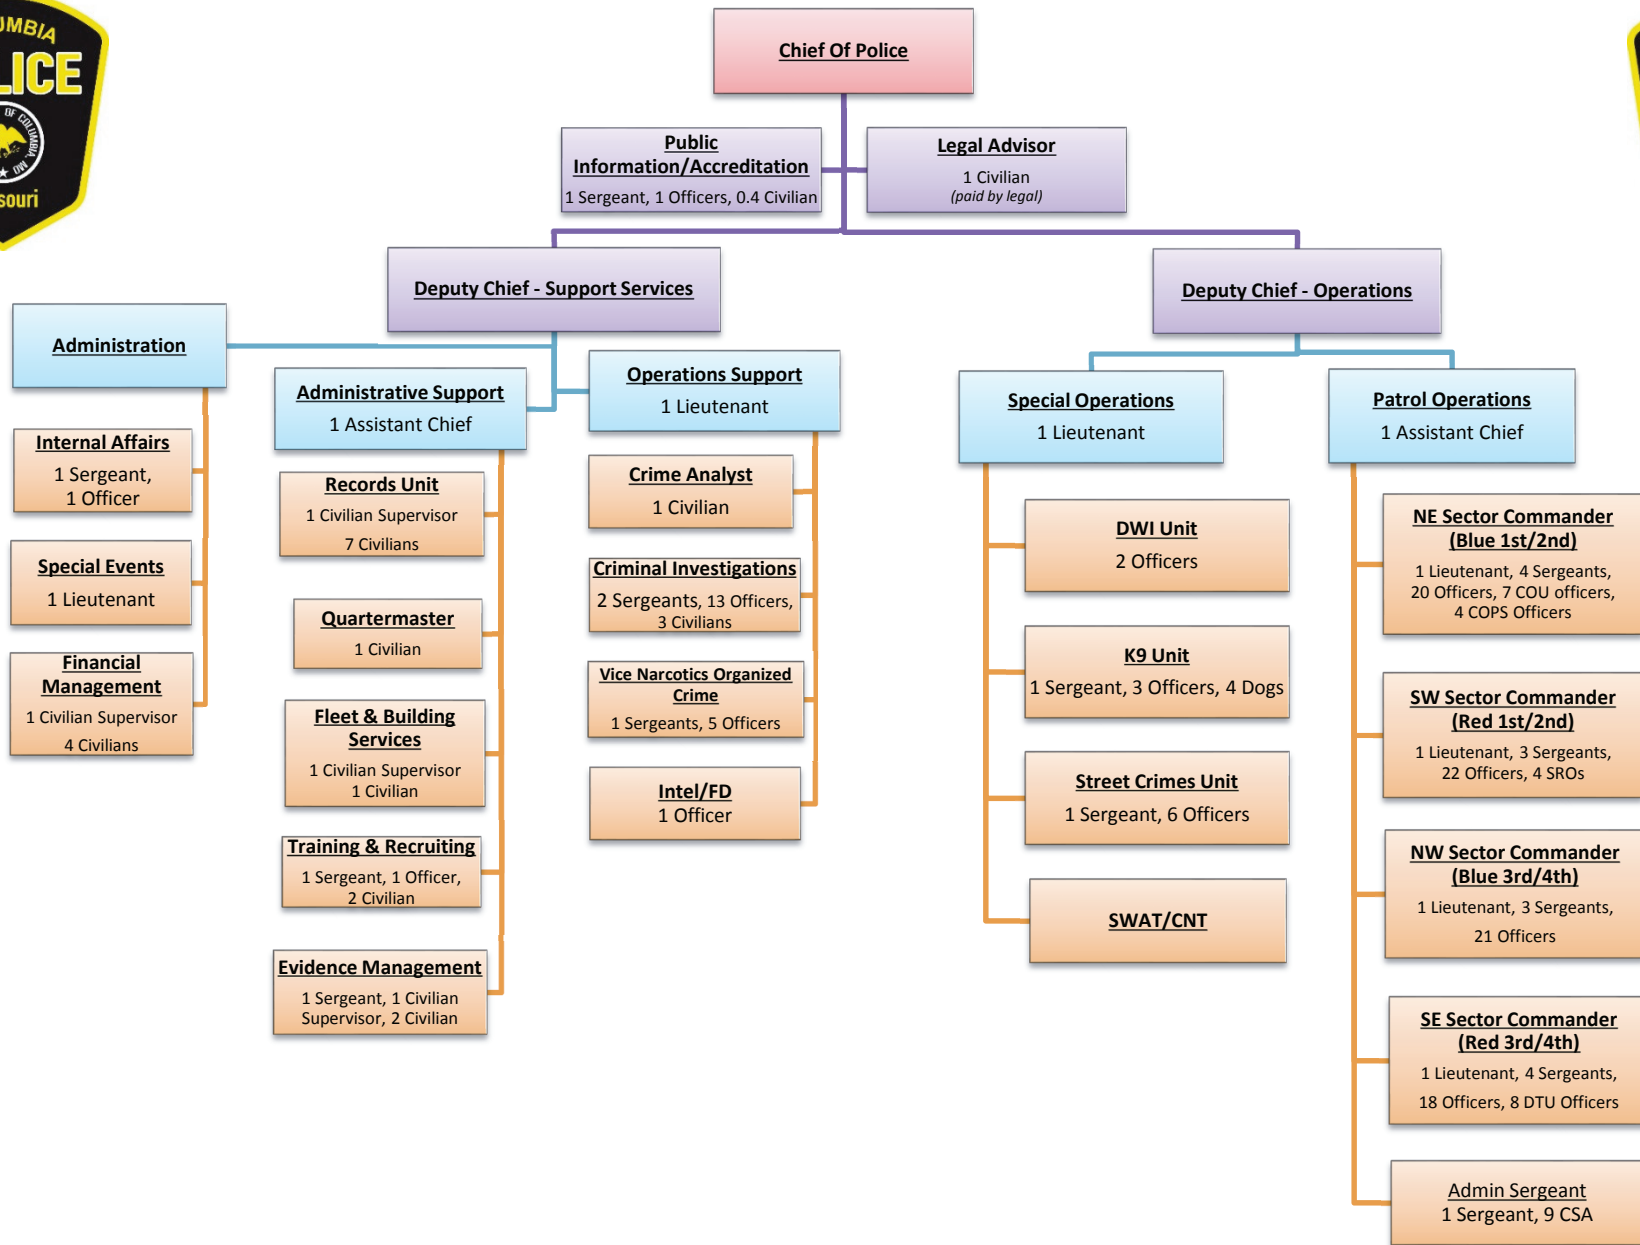 Chief Of Police
Public
Information/Accreditation
1 Sergeant, 1 Officers, 0.4 Civilian
Legal Advisor
1 Civilian
(paid by legal)
Deputy Chief - Support Services
Deputy Chief - Operations
Administration
Internal Affairs
1 Sergeant,
1 Officer
Special Events
1 Lieutenant
Financial
Management
1 Civilian Supervisor
4 Civilians
Administrative Support
1 Assistant Chief
Records Unit
1 Civilian Supervisor
7 Civilians
Quartermaster
1 Civilian
Fleet & Building
Services
1 Civilian Supervisor
1 Civilian
Training & Recruiting
1 Sergeant, 1 Officer,
2 Civilian
Evidence Management
1 Sergeant, 1 Civilian
Supervisor, 2 Civilian
Operations Support
1 Lieutenant
Crime Analyst
1 Civilian
Criminal Investigations
2 Sergeants, 13 Officers,
3 Civilians
Vice Narcotics Organized
Crime
1 Sergeants, 5 Officers
Intel/FD
1 Officer
Special Operations
1 Lieutenant
DWI Unit
2 Officers
K9 Unit
1 Sergeant, 3 Officers, 4 Dogs
Street Crimes Unit
1 Sergeant, 6 Officers
SWAT/CNT
Patrol Operations
1 Assistant Chief
NE Sector Commander
(Blue 1st/2nd)
1 Lieutenant, 4 Sergeants,
20 Officers, 7 COU officers,
4 COPS Officers
SW Sector Commander
(Red 1st/2nd)
1 Lieutenant, 3 Sergeants,
22 Officers, 4 SROs
NW Sector Commander
(Blue 3rd/4th)
1 Lieutenant, 3 Sergeants,
21 Officers
SE Sector Commander
(Red 3rd/4th)
1 Lieutenant, 4 Sergeants,
18 Officers, 8 DTU Officers
Admin Sergeant
1 Sergeant, 9 CSA
UMBIA
LICE
OF COLUMBIA, MO
souri